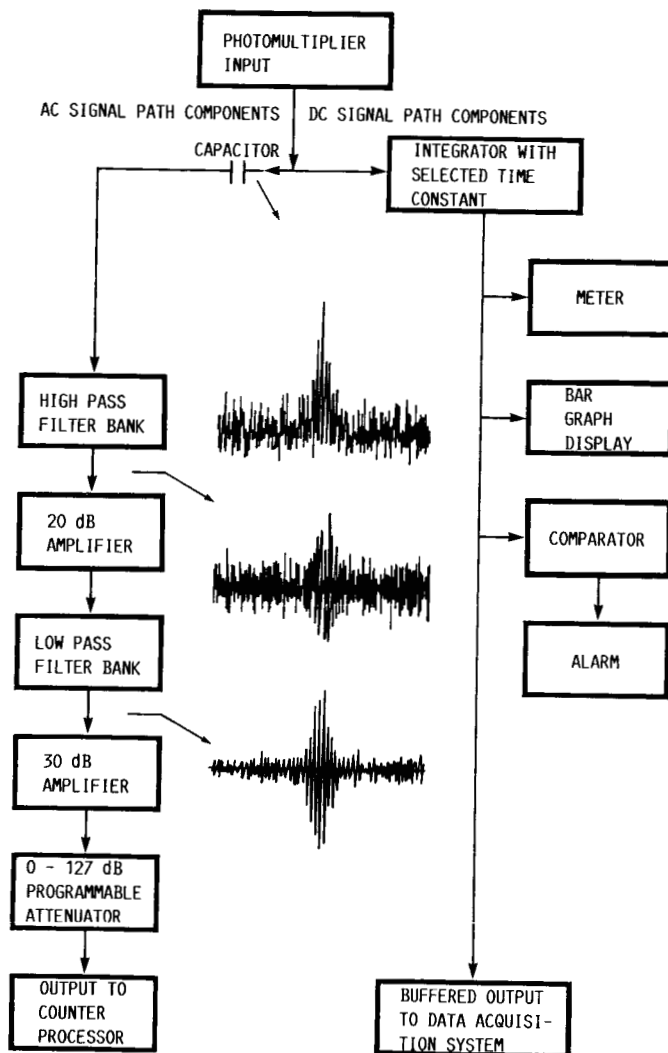 PHOTOMULTIPLIER
INPUT
AC SIGNAL PATH COMPONENTS
DC SIGNAL PATH COMPONENTS
CAPACITOR
INTEGRATOR WITH
SELECTED TIME
CONSTANT
METER
BAR
GRAPH
DISPLAY
COMPARATOR
ALARM
HIGH PASS
FILTER BANK
20 dB
AMPLIFIER
LOW PASS
FILTER BANK
30 dB
AMPLIFIER
0 - 127 dB
PROGRAMMABLE
ATTENUATOR
OUTPUT TO
COUNTER
PROCESSOR
BUFFERED OUTPUT
TO DATA ACQUISI-
TION SYSTEM